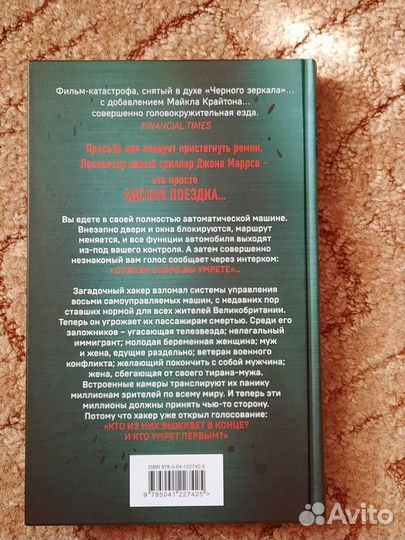 Фильм-катастрофа, снятый в духе «Черного зеркала»...
с добавлением Майкла Крайтона...
совершенно головокружительная езда.
FINANCIAL TIMES
Просьба как следует пристегнуть ремни.
Поскольку новый триллер Джона Маррса –
это просто
АДСКАЯ ПОЕЗДКА...
Вы едете в своей полностью автоматической машине.
Внезапно двери и окна блокируются, маршрут
меняется, и все функции автомобиля выходят
из-под вашего контроля. А затем совершенно
незнакомый вам голос сообщает через интерком:
«СОВСЕМ СКОРО ВЫ УМРЕТЕ»...
Загадочный хакер взломал системы управления
восьми самоуправляемых машин, с недавних пор
ставших нормой для всех жителей Великобритании.
Теперь он угрожает их пассажирам смертью. Среди его
заложников – угасающая телезвезда; нелегальный
иммигрант; молодая беременная женщина; муж
и жена, едущие раздельно; ветеран военного
конфликта; желающий покончить с собой мужчина;
жена, сбегающая от своего тирана-мужа.
Встроенные камеры транслируют их панику
миллионам зрителей по всему миру. И теперь эти
миллионы должны принять чью-то сторону.
Потому что хакер уже открыл голосование:
«КТО ИЗ НИХ ВЫЖИВЕТ В КОНЦЕ?
И КТО УМРЕТ ПЕРВЫМ?»
ISBN 978-5-04-122742-5
9 785041 227425 >
Avito